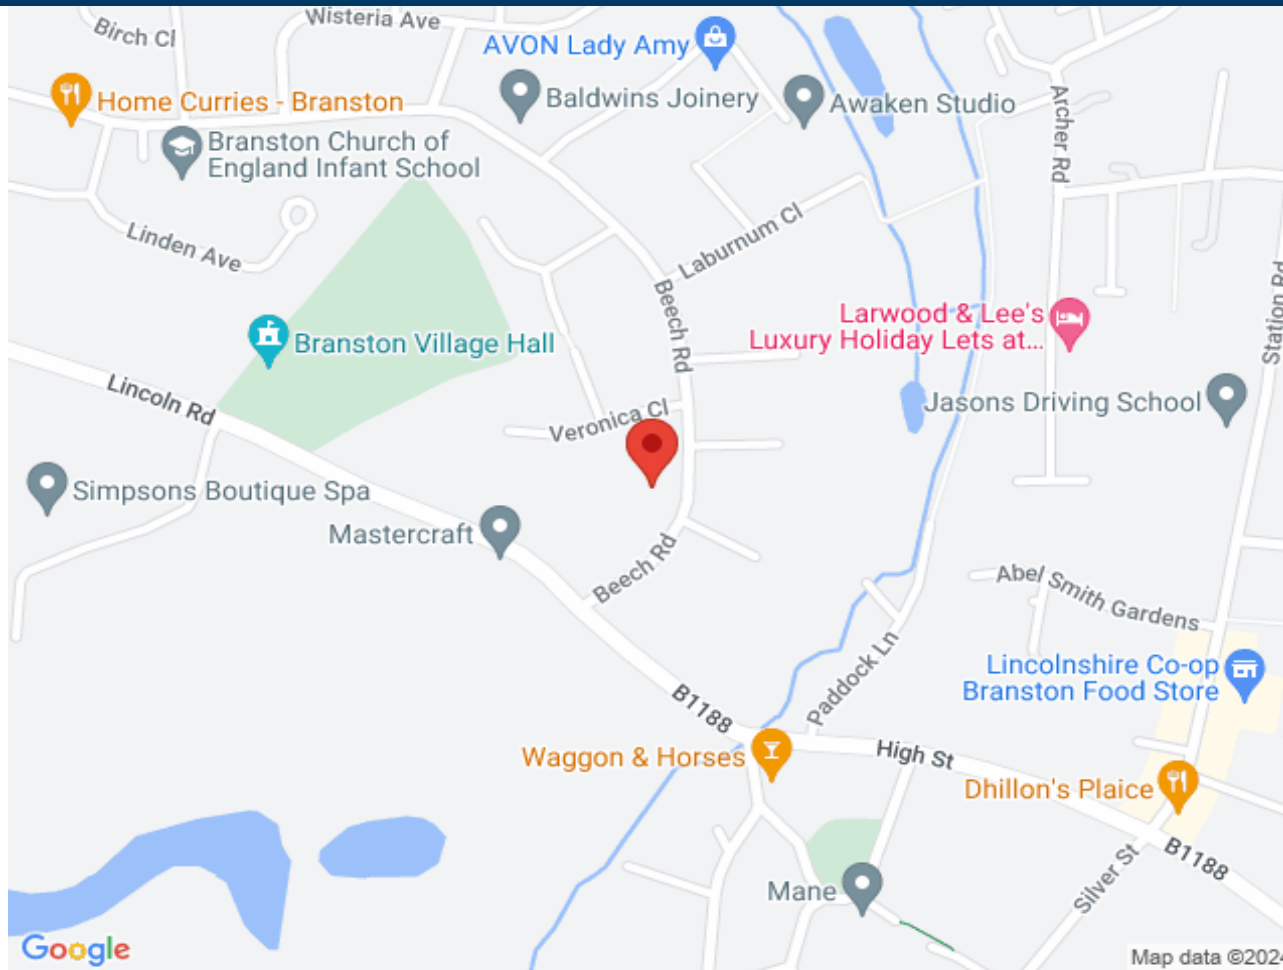 Wisteria Ave
Birch Cl
AVON Lady Amy
Home Curries - Branston
Baldwins Joinery
Awaken Studio
Archer Rd
Branston Church of
England Infant School
Linden Ave
Laburnum Cl
Beech Rd
Station Rd
Larwood & Lee's
Luxury Holiday Lets at...
Branston Village Hall
Lincoln Rd
Veronica Cl
Jasons Driving School
Simpsons Boutique Spa
Mastercraft
Beech Rd
Abel Smith Gardens
Paddock Ln
Lincolnshire Co-op
Branston Food Store
B1188
Waggon & Horses
High St
Dhillon's Plaice
B1188
Silver St
Mane
Google
Map data ©2024